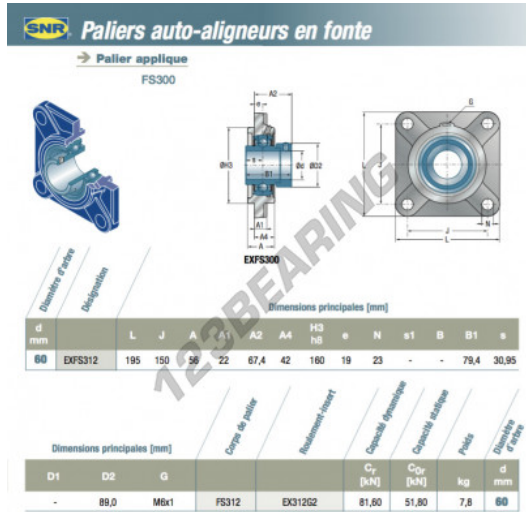 SNR Paliers auto-aligneurs en fonte
Palier applique
FS300
A2
e
G
s
ØH3
B1
Ød
ØD2
L
J
A1
A4
A
N
J
L
EXFS300
123BEARING
Diamètre d'arbre
Désignation
Dimensions principales [mm]
d mm L J A A1 A2 A4 H3 h8 e N s1 B B1 s
60 EXFS312 195 150 56 22 67,4 42 160 19 23 - - 79,4 30,95
Dimensions principales [mm]
Corps de palier
Roulement-insert
Capacité dynamique
Capacité statique
Poids
Diamètre d'arbre
D1 D2 G Cr [kN] C0r [kN] kg d mm
- 89,0 M6x1 FS312 EX312G2 81,60 51,80 7,8 60